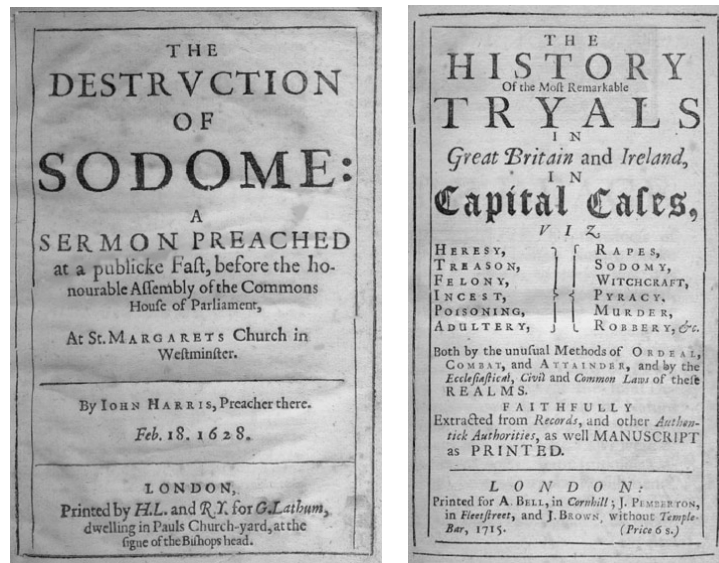 THE
DESTRVCTION
OF
SODOME:
A
SERMON PREACHED
at a publicke Faſt, before the ho-
nourable Aſſembly of the Commons
Houſe of Parliament,
At St. MARGARETS Church in
Weſtminſter.
By IOHN HARRIS, Preacher there.
Feb. 18. 1628.
LONDON,
Printed by H.L. and R.Y. for G. Lathum,
dwelling in Pauls Church-yard, at the
ſigne of the Biſhops head.
THE
HISTORY
Of the Moſt Remarkable
TRYALS
IN
Great Britain and Ireland,
IN
Capital Caſes,
VIZ.
HERESY, RAPES,
TREASON, SODOMY,
FELONY, WITCHCRAFT,
INCEST, PYRACY,
POISONING, MURDER,
ADULTERY, ROBBERY, &c.
Both by the unuſual Methods of ORDEAL,
COMBAT, and ATTAINDER, and by the
Eccleſiaſtical, Civil and Common Laws of theſe
REALMS.
FAITHFULLY
Extracted from Records, and other Authen-
tick Authorities, as well MANUSCRIPT
as PRINTED.
LONDON:
Printed for A. BELL, in Cornhill; J. PEMBERTON,
in Fleetſtreet, and J. BROWN, without Temple-
Bar, 1715. (Price 6 s.)